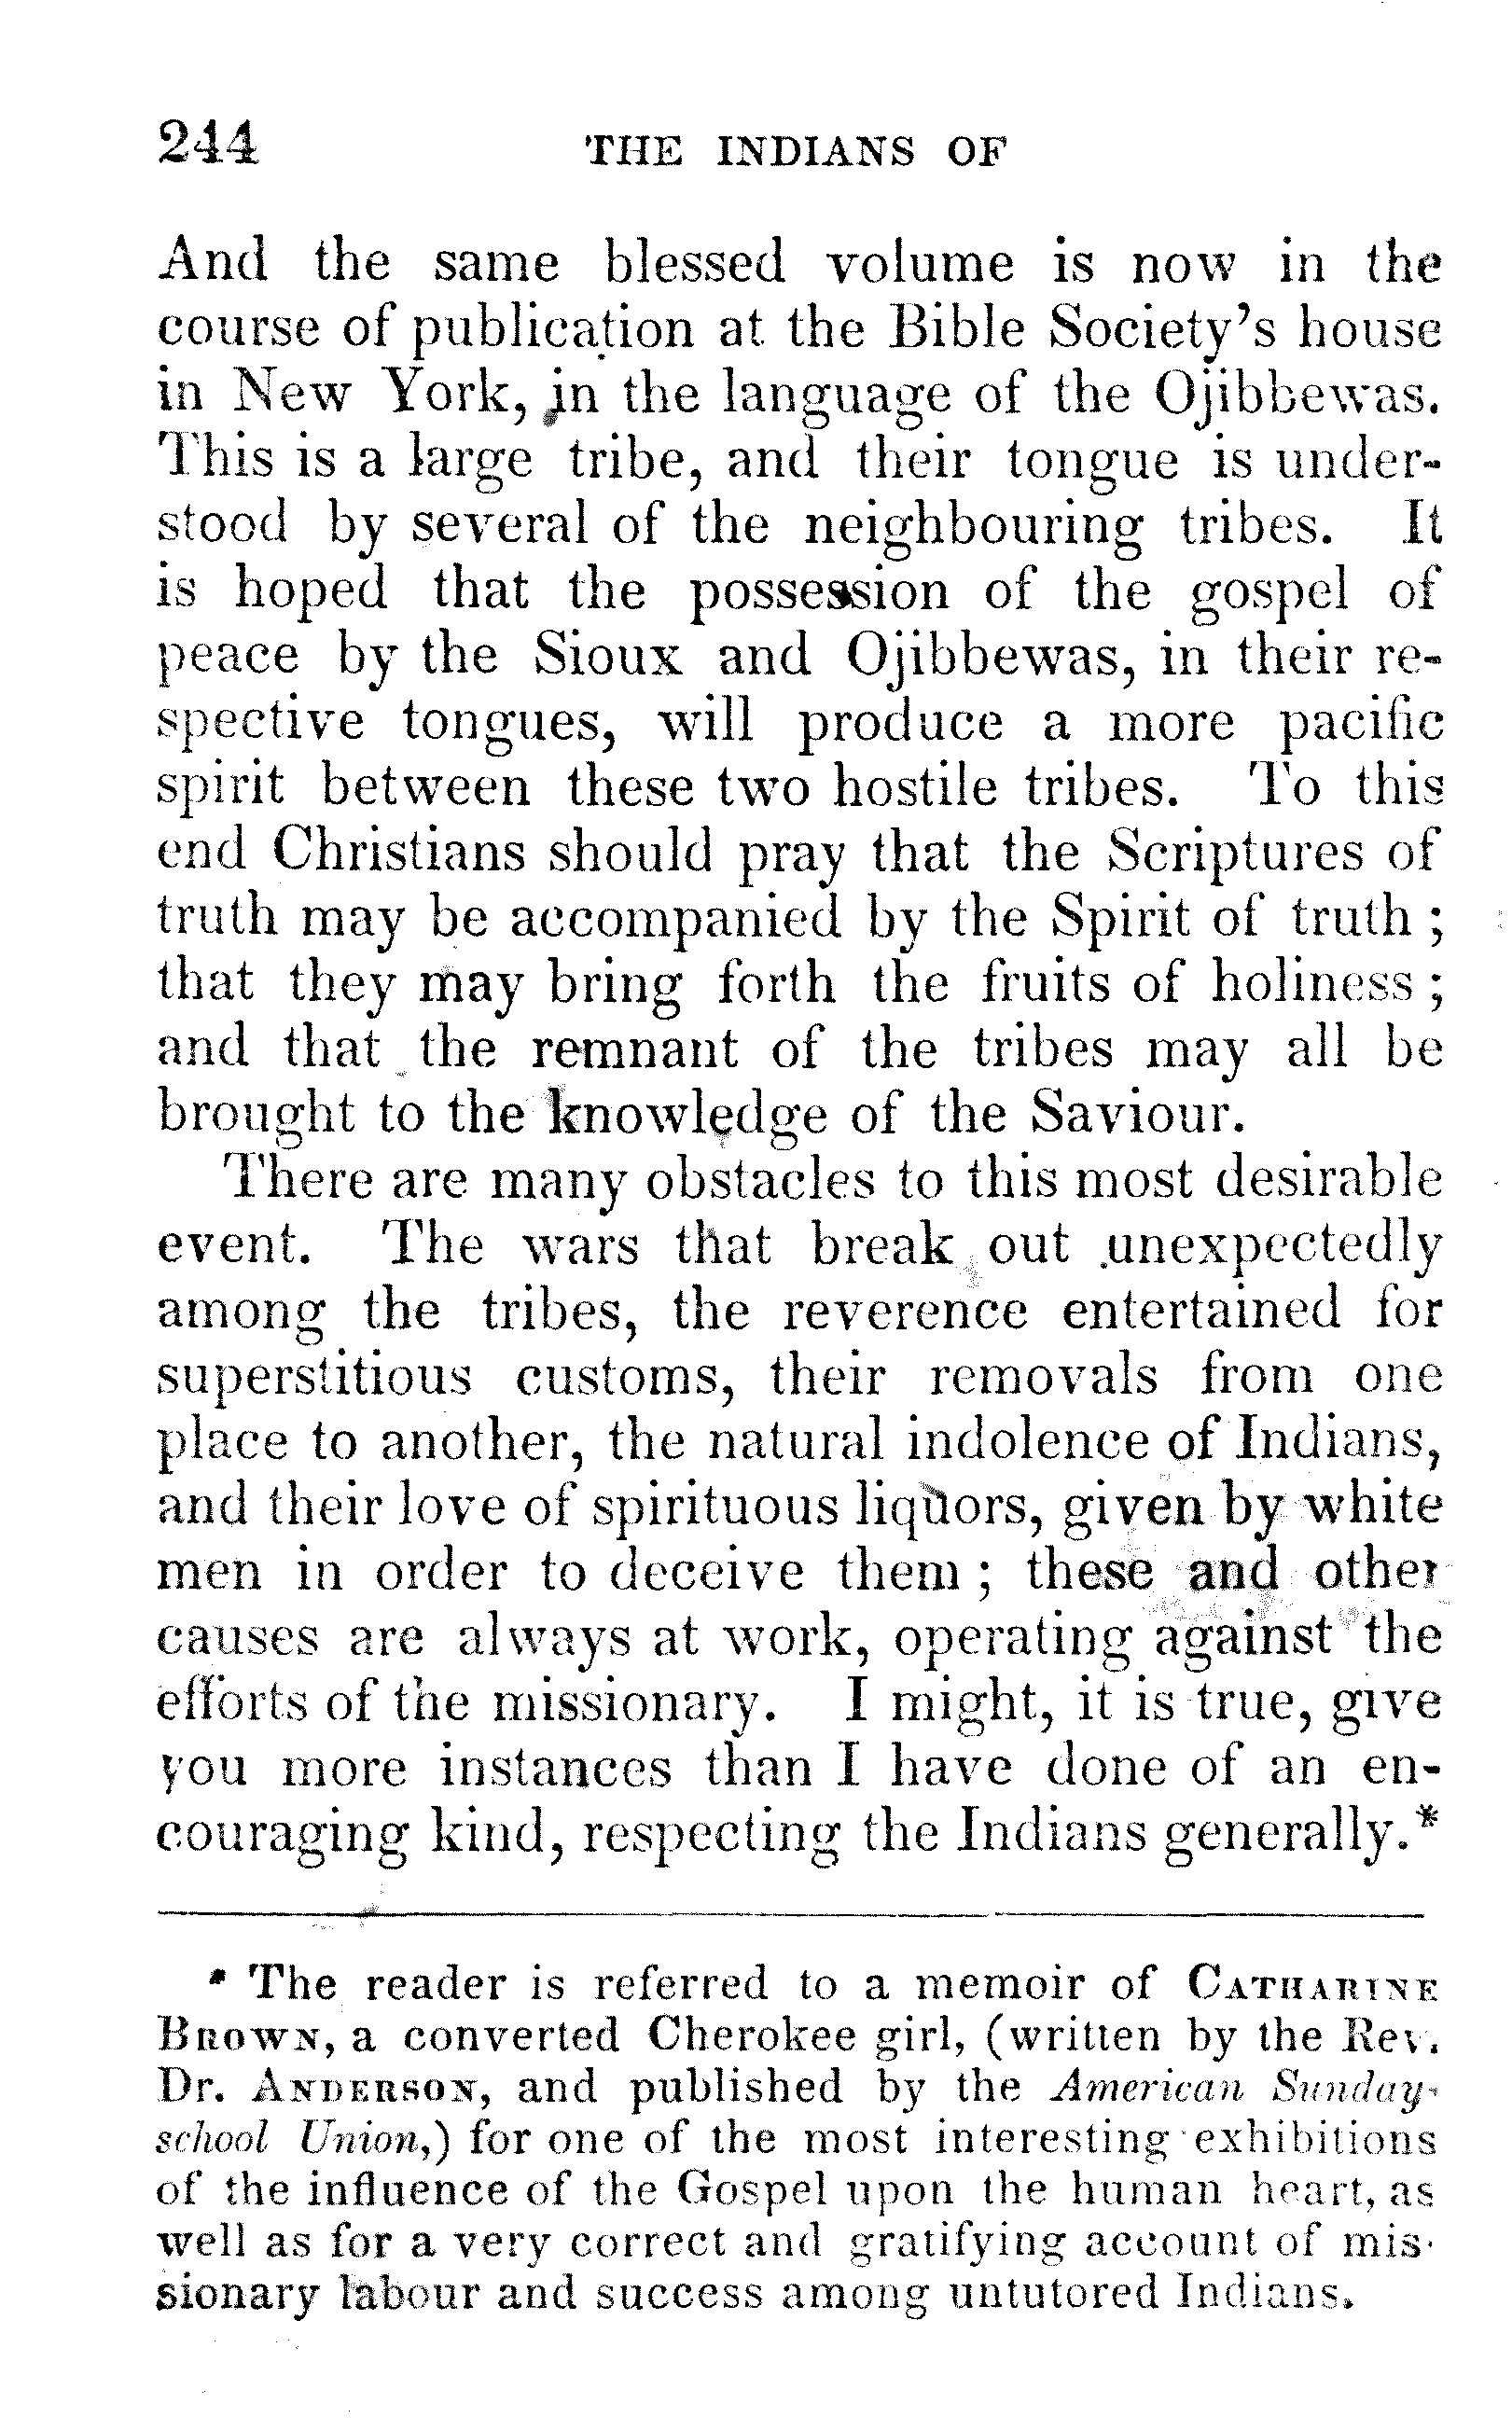 244 THE INDIANS OF
And the same blessed volume is now in the
course of publication at the Bible Society's house
in New York, in the language of the Ojibbewas.
This is a large tribe, and their tongue is under-
stood by several of the neighbouring tribes. It
is hoped that the possession of the gospel of
peace by the Sioux and Ojibbewas, in their re-
spective tongues, will produce a more pacific
spirit between these two hostile tribes. To this
end Christians should pray that the Scriptures of
truth may be accompanied by the Spirit of truth ;
that they may bring forth the fruits of holiness ;
and that the remnant of the tribes may all be
brought to the knowledge of the Saviour.
There are many obstacles to this most desirable
event. The wars that break out unexpectedly
among the tribes, the reverence entertained for
superstitious customs, their removals from one
place to another, the natural indolence of Indians,
and their love of spirituous liquors, given by white
men in order to deceive them ; these and other
causes are always at work, operating against the
efforts of the missionary. I might, it is true, give
you more instances than I have done of an en-
couraging kind, respecting the Indians generally.*
* The reader is referred to a memoir of CATHARINE
BROWN, a converted Cherokee girl, (written by the Rev.
Dr. ANDERSON, and published by the American Sunday-
school Union,) for one of the most interesting exhibitions
of the influence of the Gospel upon the human heart, as
well as for a very correct and gratifying account of mis-
sionary labour and success among untutored Indians.